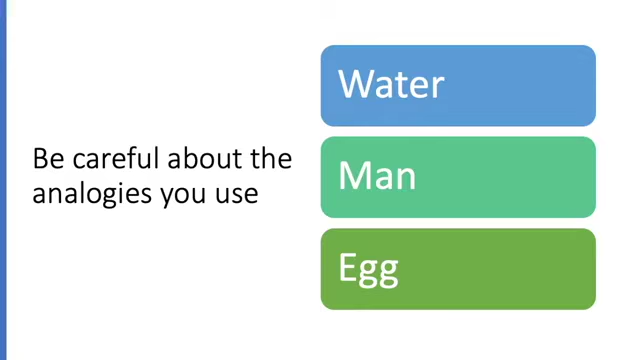 Be careful about the
analogies you use
Water
Man
Egg